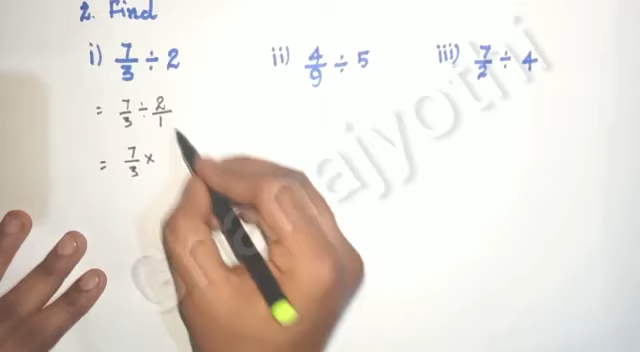 2. Find
i) 7/3 ÷ 2 ii) 4/9 ÷ 5 iii) 7/2 ÷ 4
= 7/3 ÷ 2/1
= 7/3 ×